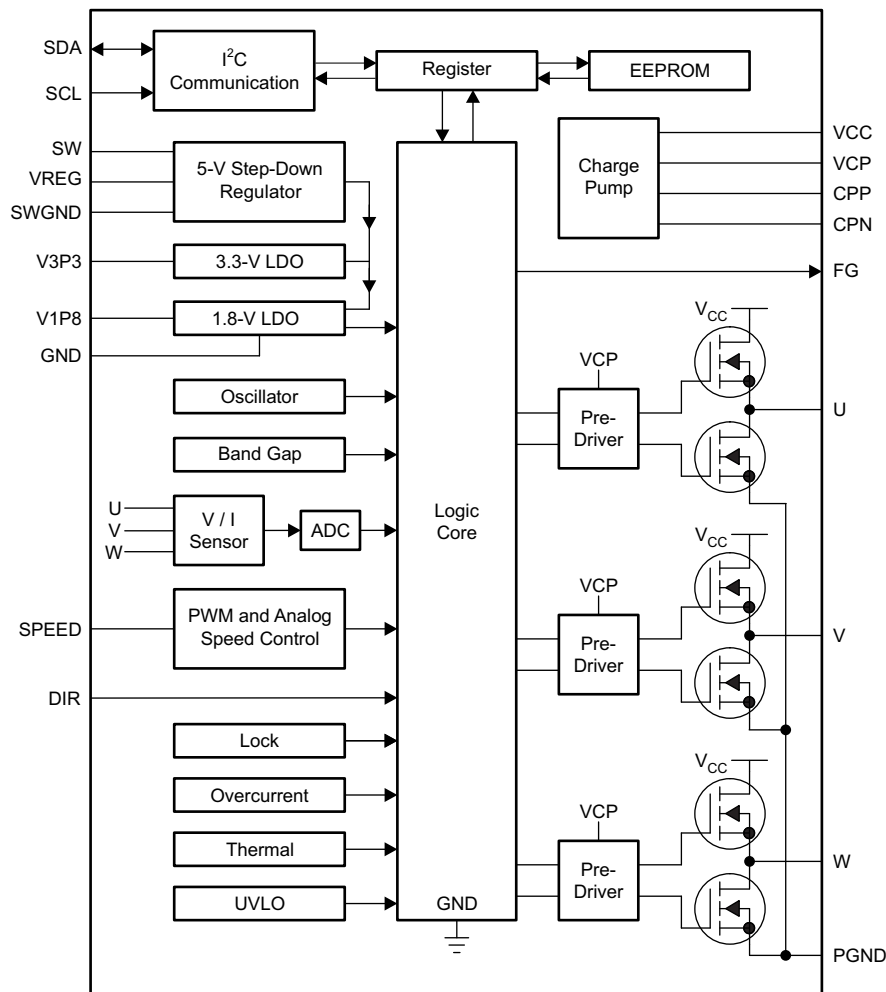 SDA
SCL
I²C
Communication
Register
EEPROM
SW
VREG
SWGND
5-V Step-Down
Regulator
V3P3
3.3-V LDO
V1P8
1.8-V LDO
GND
Oscillator
Band Gap
U
V
W
V / I
Sensor
ADC
SPEED
PWM and Analog
Speed Control
DIR
Lock
Overcurrent
Thermal
UVLO
Logic
Core
GND
Charge
Pump
VCC
VCP
CPP
CPN
FG
VCC
VCP
Pre-
Driver
U
VCC
VCP
Pre-
Driver
V
VCC
VCP
Pre-
Driver
W
PGND